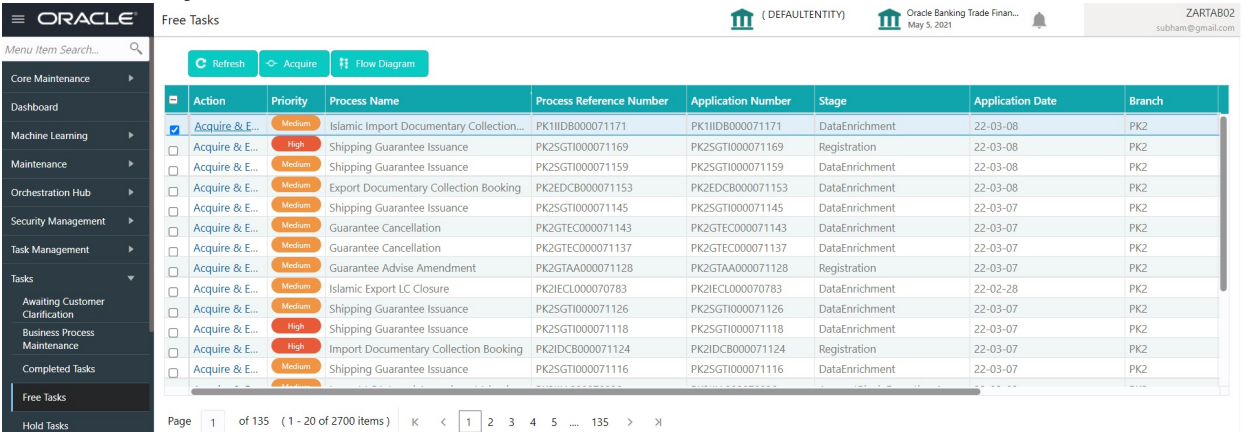 ORACLE
Free Tasks
( DEFAULTENTITY)
Oracle Banking Trade Finan...
May 5, 2021
ZARTAB02
subham@gmail.com
Menu Item Search...
Core Maintenance
Dashboard
Machine Learning
Maintenance
Orchestration Hub
Security Management
Task Management
Tasks
Awaiting Customer
Clarification
Business Process
Maintenance
Completed Tasks
Free Tasks
Hold Tasks
Refresh Acquire Flow Diagram
Action Priority Process Name Process Reference Number Application Number Stage Application Date Branch
Acquire & E... Medium Islamic Import Documentary Collection... PK1IIDB000071171 PK1IIDB000071171 DataEnrichment 22-03-08 PK2
Acquire & E... High Shipping Guarantee Issuance PK2SGTI000071169 PK2SGTI000071169 Registration 22-03-08 PK2
Acquire & E... Medium Shipping Guarantee Issuance PK2SGTI000071159 PK2SGTI000071159 DataEnrichment 22-03-08 PK2
Acquire & E... Medium Export Documentary Collection Booking PK2EDCB000071153 PK2EDCB000071153 DataEnrichment 22-03-08 PK2
Acquire & E... Medium Shipping Guarantee Issuance PK2SGTI000071145 PK2SGTI000071145 DataEnrichment 22-03-07 PK2
Acquire & E... Medium Guarantee Cancellation PK2GTEC000071143 PK2GTEC000071143 DataEnrichment 22-03-07 PK2
Acquire & E... Medium Guarantee Cancellation PK2GTEC000071137 PK2GTEC000071137 DataEnrichment 22-03-07 PK2
Acquire & E... Medium Guarantee Advise Amendment PK2GTAA000071128 PK2GTAA000071128 Registration 22-03-07 PK2
Acquire & E... Medium Islamic Export LC Closure PK2IECL000070783 PK2IECL000070783 DataEnrichment 22-02-28 PK2
Acquire & E... Medium Shipping Guarantee Issuance PK2SGTI000071126 PK2SGTI000071126 DataEnrichment 22-03-07 PK2
Acquire & E... High Shipping Guarantee Issuance PK2SGTI000071118 PK2SGTI000071118 DataEnrichment 22-03-07 PK2
Acquire & E... High Import Documentary Collection Booking PK2IDCB000071124 PK2IDCB000071124 Registration 22-03-07 PK2
Acquire & E... Medium Shipping Guarantee Issuance PK2SGTI000071116 PK2SGTI000071116 DataEnrichment 22-03-07 PK2
Page 1 of 135 ( 1 - 20 of 2700 items ) 1 2 3 4 5 .... 135